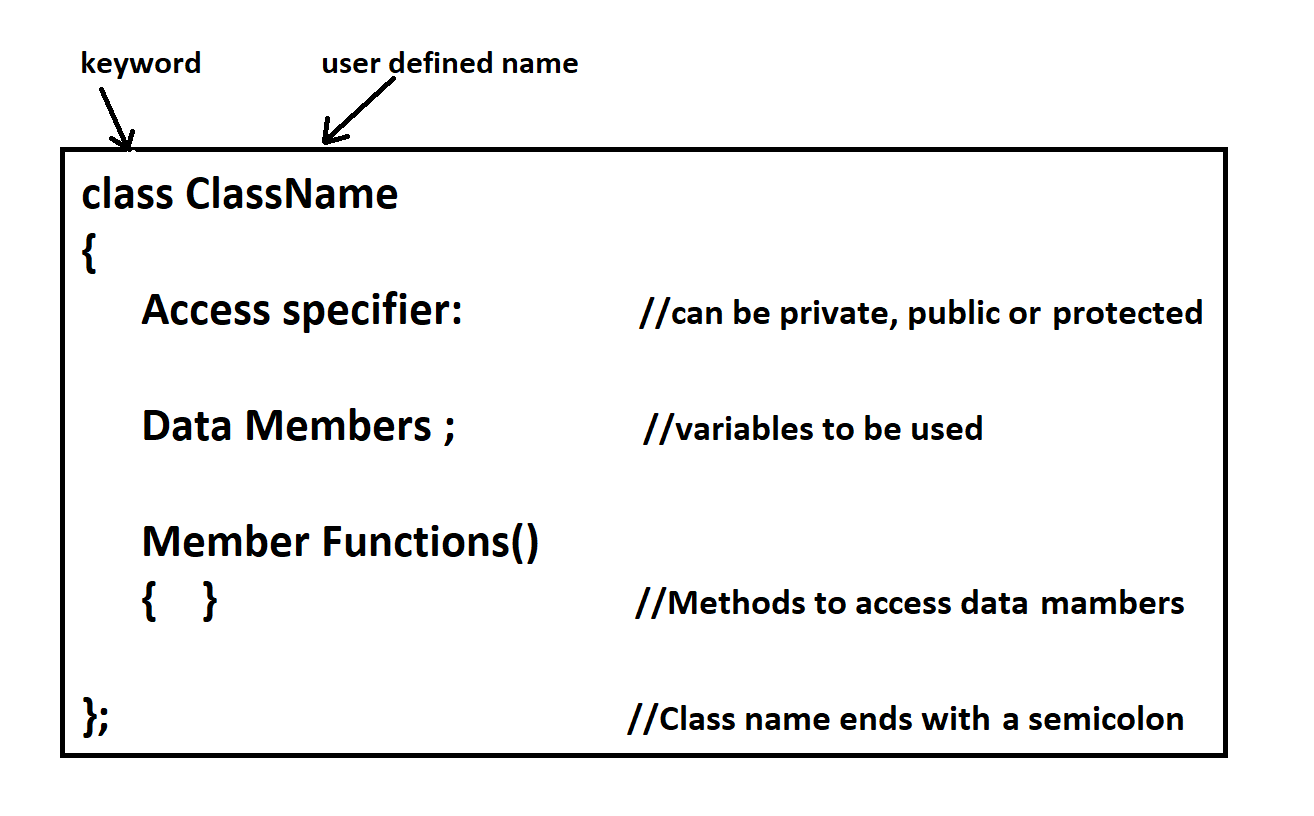 keyword user defined name
class ClassName
{
Access specifier: //can be private, public or protected
Data Members ; //variables to be used
Member Functions()
{ } //Methods to access data mambers
}; //Class name ends with a semicolon